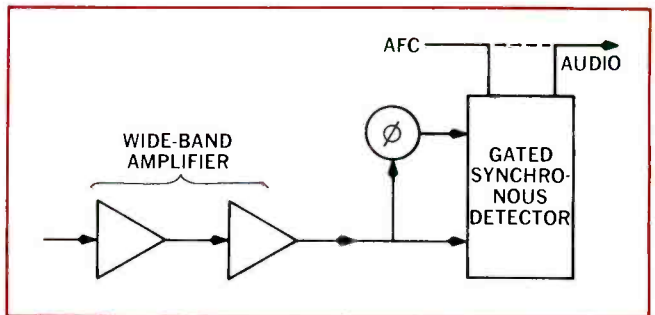 AFC
AUDIO
WIDE-BAND
AMPLIFIER
Ø
GATED
SYNCHRO-
NOUS
DETECTOR